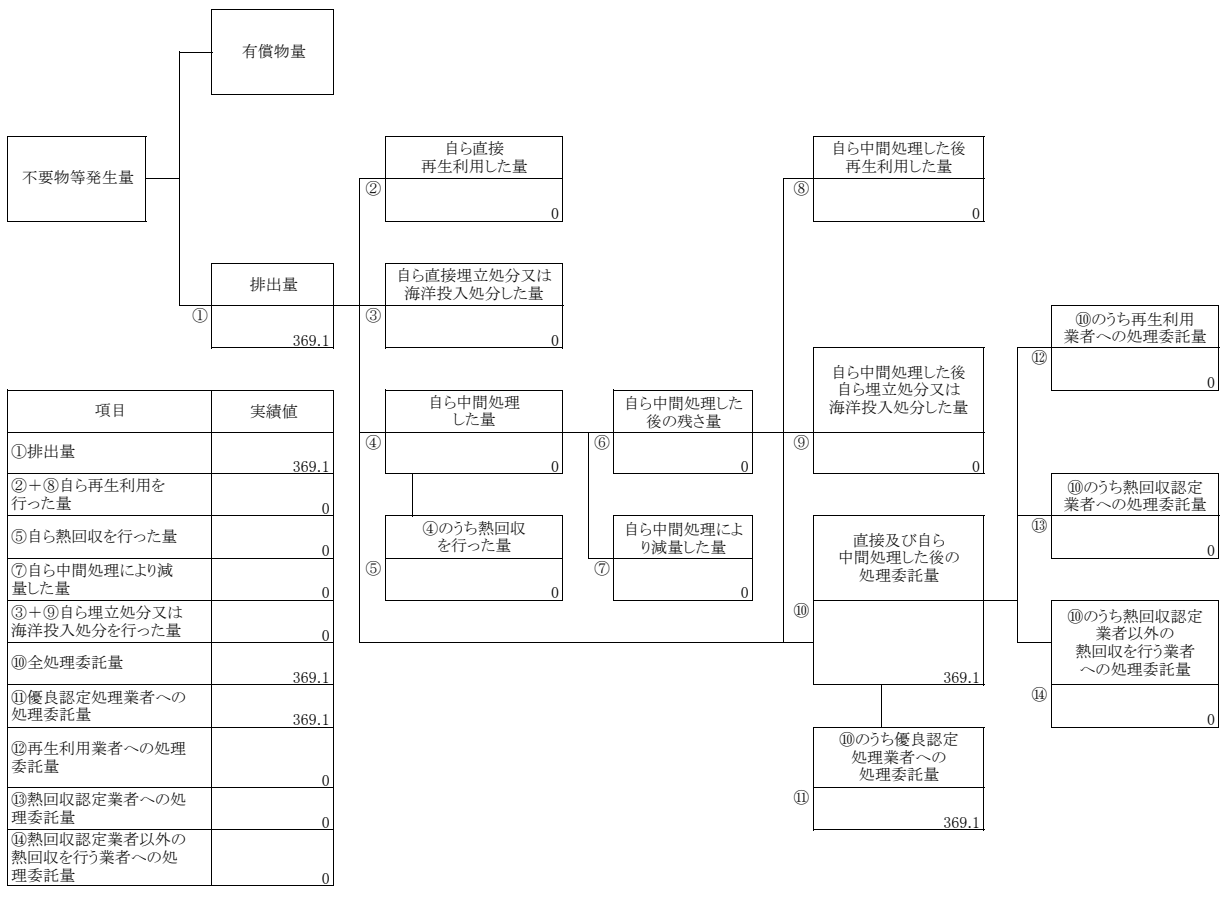 有償物量
不要物等発生量
排出量
①
369.1
自ら直接
再生利用した量
②
0
自ら直接埋立処分又は
海洋投入処分した量
③
0
自ら中間処理
した量
④
0
④のうち熱回収
を行った量
⑤
0
自ら中間処理した
後の残さ量
⑥
0
自ら中間処理によ
り減量した量
⑦
0
自ら中間処理した後
再生利用した量
⑧
0
自ら中間処理した後
自ら埋立処分又は
海洋投入処分した量
⑨
0
直接及び自ら
中間処理した後の
処理委託量
⑩
369.1
⑩のうち優良認定
処理業者への
処理委託量
⑪
369.1
⑩のうち再生利用
業者への処理委託量
⑫
0
⑩のうち熱回収認定
業者への処理委託量
⑬
0
⑩のうち熱回収認定
業者以外の
熱回収を行う業者
への処理委託量
⑭
0
項目 実績値
①排出量
369.1
②＋⑧自ら再生利用を
行った量
0
⑤自ら熱回収を行った量
0
⑦自ら中間処理により減
量した量
0
③＋⑨自ら埋立処分又は
海洋投入処分を行った量
0
⑩全処理委託量
369.1
⑪優良認定処理業者への
処理委託量
369.1
⑫再生利用業者への処理
委託量
0
⑬熱回収認定業者への処
理委託量
0
⑭熱回収認定業者以外の
熱回収を行う業者への処
理委託量
0